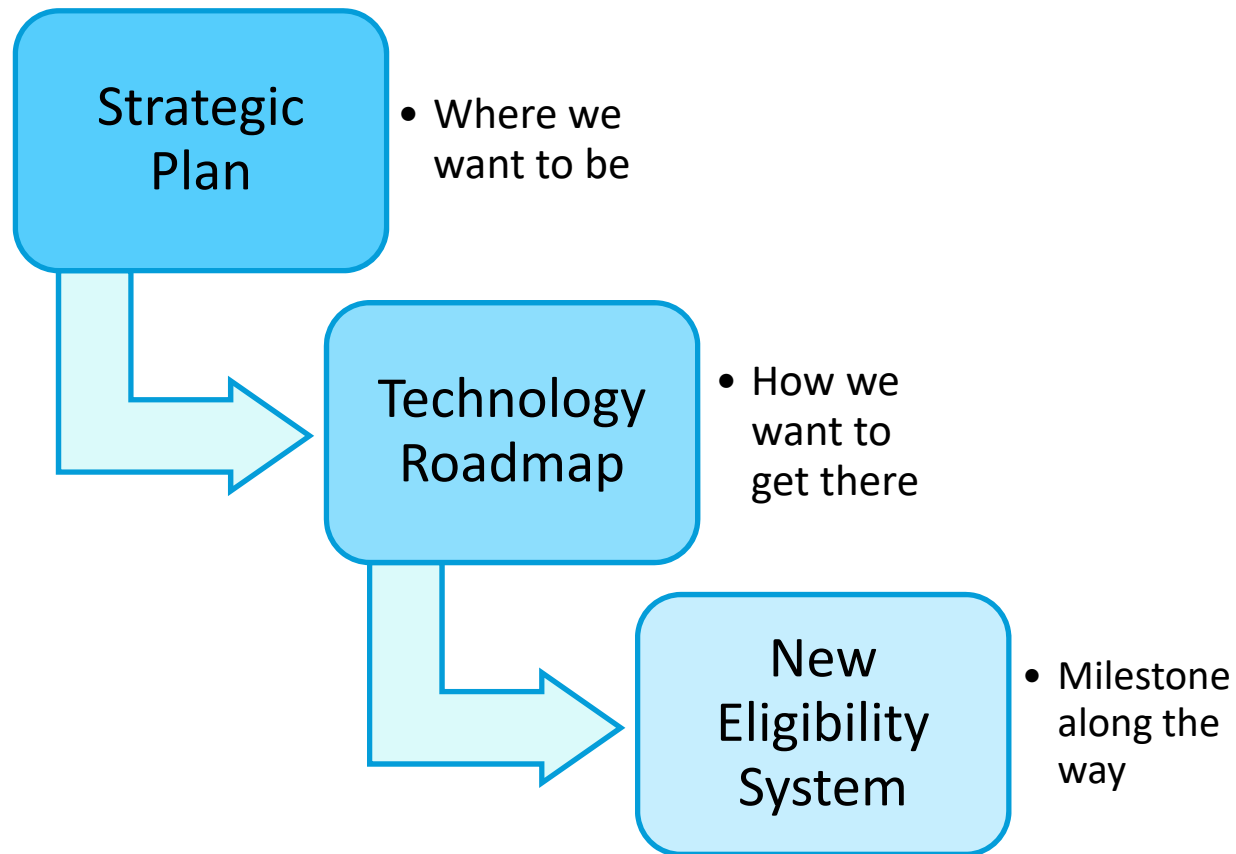 Strategic
Plan
• Where we
want to be
Technology
Roadmap
• How we
want to
get there
New
Eligibility
System
• Milestone
along the
way